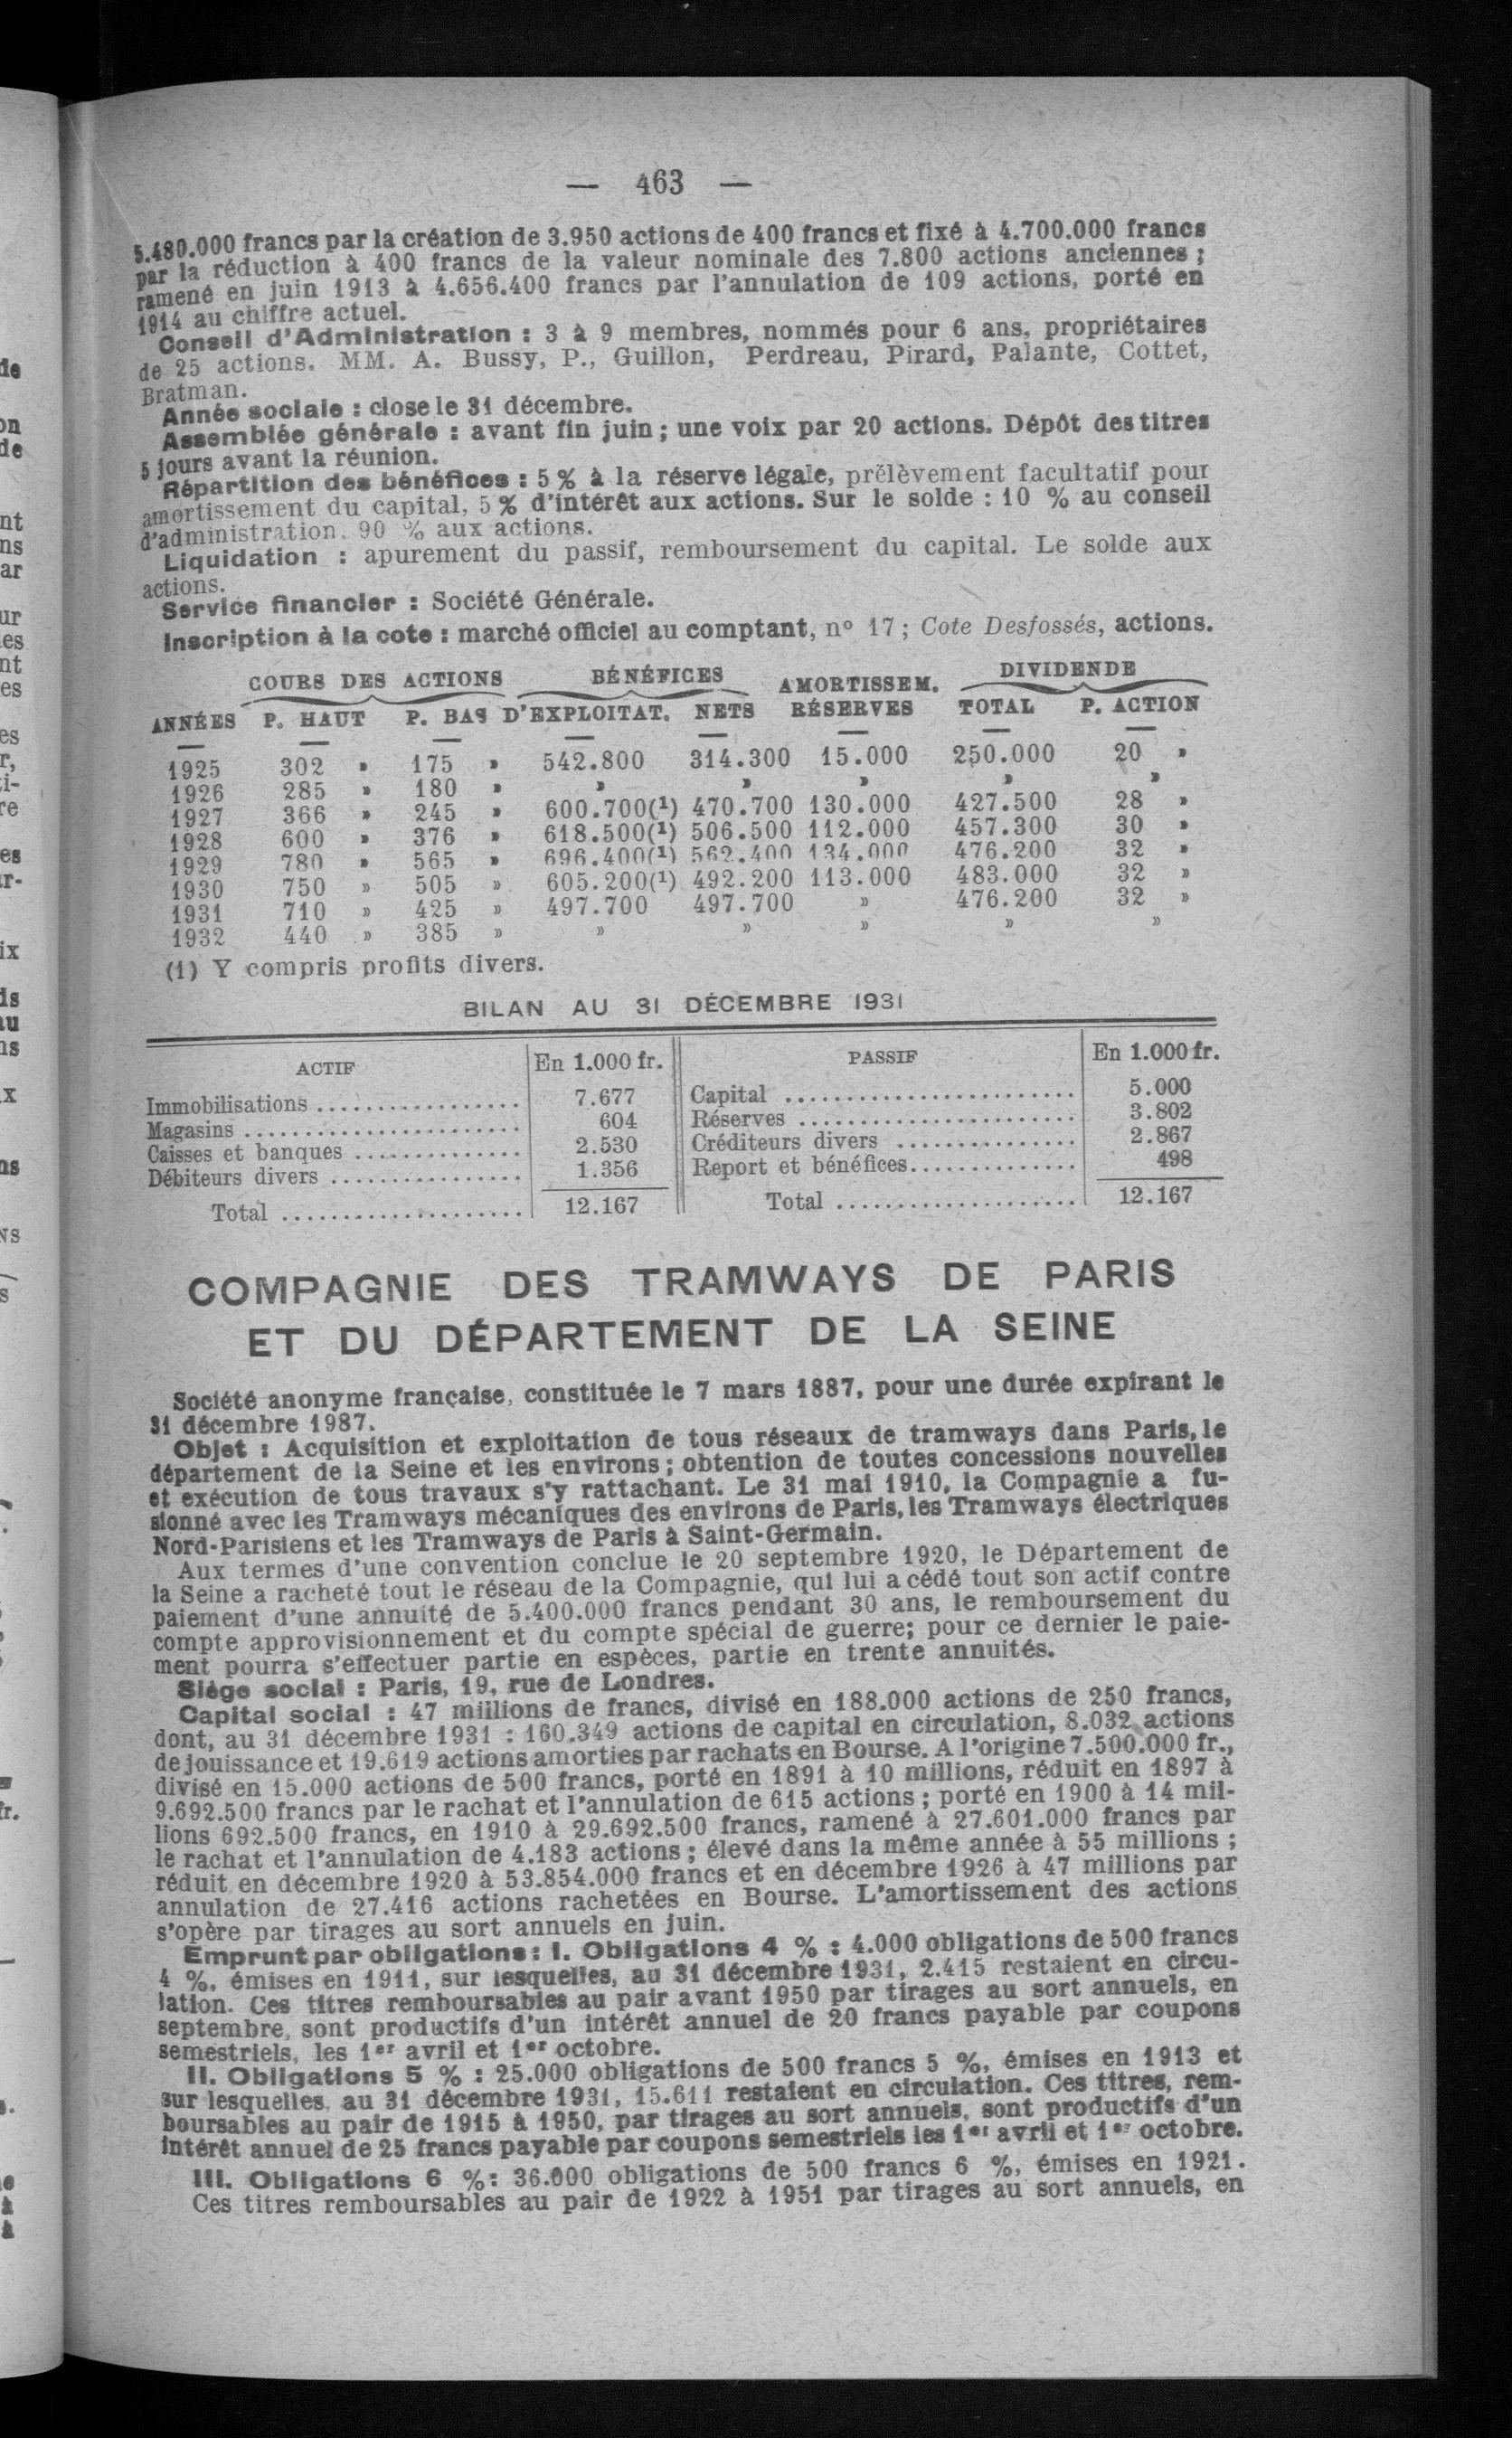 — 463 —
5.480.000 francs par la création de 3.950 actions de 400 francs et fixé à 4.700.000 francs
par la réduction à 400 francs de la valeur nominale des 7.800 actions anciennes ;
ramené en juin 1913 à 4.656.400 francs par l'annulation de 109 actions, porté en
1914 au chiffre actuel.
Conseil d'Administration : 3 à 9 membres, nommés pour 6 ans, propriétaires
de 25 actions. MM. A. Bussy, P., Guillon, Perdreau, Pirard, Palante, Cottet,
Bratman.
Année sociale : close le 31 décembre.
Assemblée générale : avant fin juin ; une voix par 20 actions. Dépôt des titres
5 jours avant la réunion.
Répartition des bénéfices : 5 % à la réserve légale, prélèvement facultatif pour
amortissement du capital, 5 % d'intérêt aux actions. Sur le solde : 10 % au conseil
d'administration, 90 % aux actions.
Liquidation : apurement du passif, remboursement du capital. Le solde aux
actions.
Service financier : Société Générale.
Inscription à la cote : marché officiel au comptant, n° 17 ; Cote Desfossés, actions.
COURS DES ACTIONS BÉNÉFICES AMORTISSEM. DIVIDENDE
ANNÉES P. HAUT P. BAS D'EXPLOITAT. NETS RÉSERVES TOTAL P. ACTION
1925 302 » 175 » 542.800 314.300 15.000 250.000 20 »
1926 285 » 180 » » » » » »
1927 366 » 245 » 600.700(1) 470.700 130.000 427.500 28 »
1928 600 » 376 » 618.500(1) 506.500 112.000 457.300 30 »
1929 780 » 565 » 696.400(1) 562.400 134.000 476.200 32 »
1930 750 » 505 » 605.200(1) 492.200 113.000 483.000 32 »
1931 710 » 425 » 497.700 497.700 » 476.200 32 »
1932 440 » 385 » » » » » »
(1) Y compris profits divers.
BILAN AU 31 DÉCEMBRE 1931
ACTIF En 1.000 fr. PASSIF En 1.000 fr.
Immobilisations ................. 7.677 Capital ........................ 5.000
Magasins ....................... 604 Réserves ....................... 3.802
Caisses et banques .............. 2.530 Créditeurs divers ............... 2.867
Débiteurs divers ................ 1.356 Report et bénéfices.............. 498
Total .................... 12.167 Total .................... 12.167
COMPAGNIE DES TRAMWAYS DE PARIS
ET DU DÉPARTEMENT DE LA SEINE
Société anonyme française, constituée le 7 mars 1887, pour une durée expirant le
31 décembre 1987.
Objet : Acquisition et exploitation de tous réseaux de tramways dans Paris, le
département de la Seine et les environs ; obtention de toutes concessions nouvelles
et exécution de tous travaux s'y rattachant. Le 31 mai 1910, la Compagnie a fu-
sionné avec les Tramways mécaniques des environs de Paris, les Tramways électriques
Nord-Parisiens et les Tramways de Paris à Saint-Germain.
Aux termes d'une convention conclue le 20 septembre 1920, le Département de
la Seine a racheté tout le réseau de la Compagnie, qui lui a cédé tout son actif contre
paiement d'une annuité de 5.400.000 francs pendant 30 ans, le remboursement du
compte approvisionnement et du compte spécial de guerre; pour ce dernier le paie-
ment pourra s'effectuer partie en espèces, partie en trente annuités.
Siège social : Paris, 19, rue de Londres.
Capital social : 47 millions de francs, divisé en 188.000 actions de 250 francs,
dont, au 31 décembre 1931 : 160.349 actions de capital en circulation, 8.032 actions
de jouissance et 19.619 actions amorties par rachats en Bourse. A l'origine 7.500.000 fr.,
divisé en 15.000 actions de 500 francs, porté en 1891 à 10 millions, réduit en 1897 à
9.692.500 francs par le rachat et l'annulation de 615 actions ; porté en 1900 à 14 mil-
lions 692.500 francs, en 1910 à 29.692.500 francs, ramené à 27.601.000 francs par
le rachat et l'annulation de 4.183 actions ; élevé dans la même année à 55 millions ;
réduit en décembre 1920 à 53.854.000 francs et en décembre 1926 à 47 millions par
annulation de 27.416 actions rachetées en Bourse. L'amortissement des actions
s'opère par tirages au sort annuels en juin.
Emprunt par obligations : I. Obligations 4 % : 4.000 obligations de 500 francs
4 %, émises en 1911, sur lesquelles, au 31 décembre 1931, 2.415 restaient en circu-
lation. Ces titres remboursables au pair avant 1950 par tirages au sort annuels, en
septembre, sont productifs d'un intérêt annuel de 20 francs payable par coupons
semestriels, les 1er avril et 1er octobre.
II. Obligations 5 % : 25.000 obligations de 500 francs 5 %, émises en 1913 et
sur lesquelles, au 31 décembre 1931, 15.611 restaient en circulation. Ces titres, rem-
boursables au pair de 1915 à 1950, par tirages au sort annuels, sont productifs d'un
intérêt annuel de 25 francs payable par coupons semestriels les 1er avril et 1er octobre.
III. Obligations 6 % : 36.000 obligations de 500 francs 6 %, émises en 1921.
Ces titres remboursables au pair de 1922 à 1951 par tirages au sort annuels, en